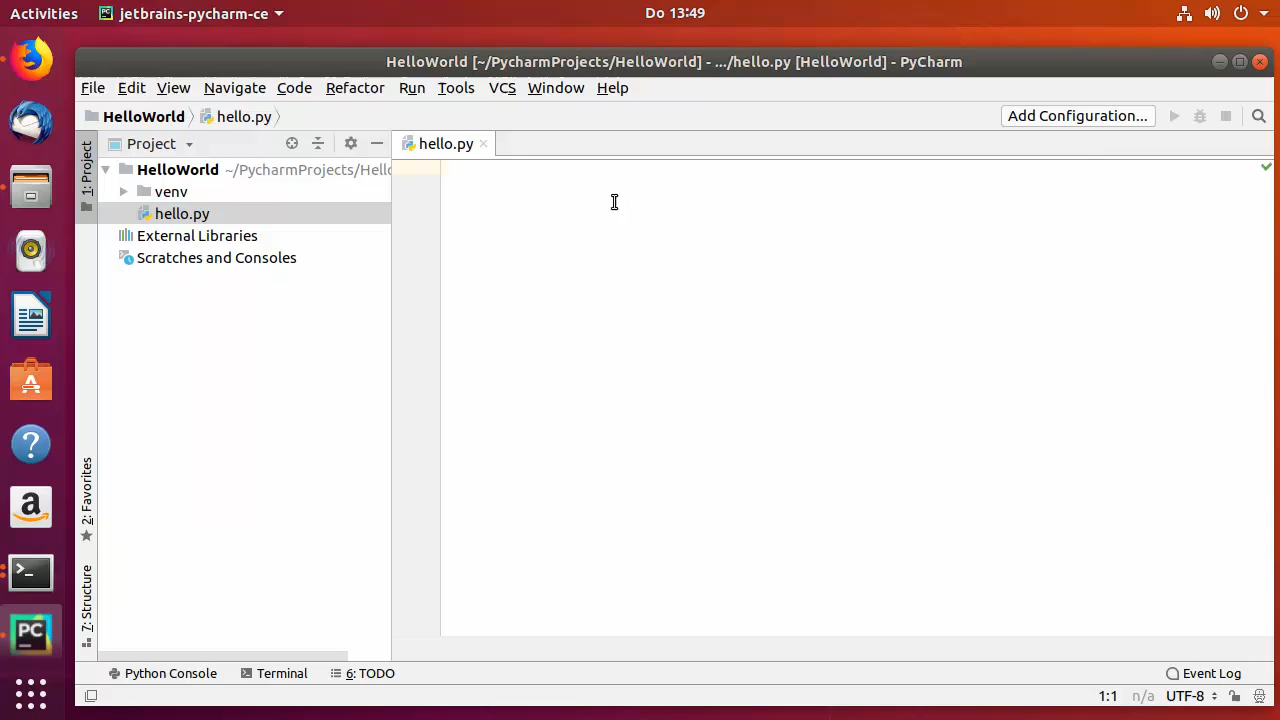 Activities jetbrains-pycharm-ce Do 13:49
HelloWorld [~/PycharmProjects/HelloWorld] - .../hello.py [HelloWorld] - PyCharm
File Edit View Navigate Code Refactor Run Tools VCS Window Help
HelloWorld hello.py Add Configuration...
1: Project
Project
hello.py
HelloWorld ~/PycharmProjects/Hello
venv
hello.py
External Libraries
Scratches and Consoles
2: Favorites
7: Structure
Python Console Terminal 6: TODO Event Log
1:1 n/a UTF-8